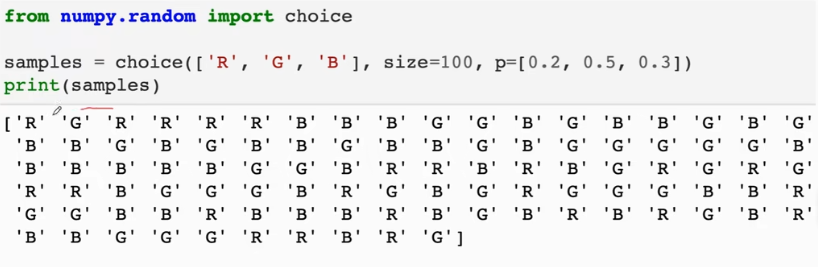 from numpy.random import choice
samples = choice(['R', 'G', 'B'], size=100, p=[0.2, 0.5, 0.3])
print(samples)
['R' 'G' 'R' 'R' 'R' 'R' 'B' 'B' 'B' 'G' 'G' 'B' 'G' 'B' 'B' 'G' 'B' 'G'
'B' 'B' 'G' 'B' 'G' 'B' 'B' 'G' 'B' 'B' 'G' 'B' 'G' 'G' 'G' 'G' 'G' 'B'
'B' 'B' 'B' 'B' 'B' 'G' 'G' 'B' 'R' 'R' 'B' 'R' 'B' 'G' 'R' 'G' 'R' 'G'
'R' 'R' 'B' 'G' 'G' 'G' 'B' 'R' 'G' 'B' 'G' 'R' 'G' 'G' 'G' 'B' 'B' 'R'
'G' 'G' 'B' 'B' 'R' 'B' 'B' 'B' 'R' 'B' 'G' 'B' 'R' 'B' 'R' 'G' 'B' 'R'
'B' 'B' 'G' 'G' 'G' 'R' 'R' 'B' 'R' 'G']